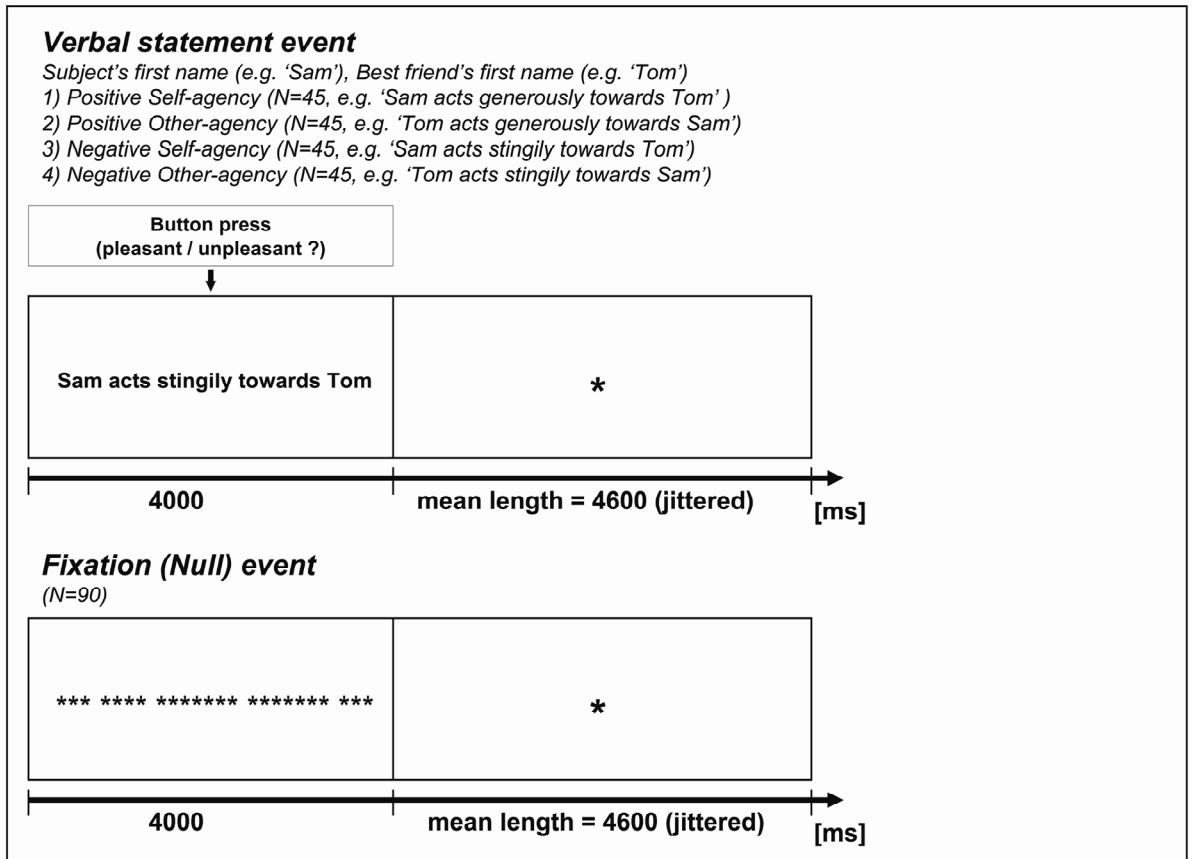 Verbal statement event
Subject's first name (e.g. ‘Sam’), Best friend's first name (e.g. ‘Tom’)
1) Positive Self-agency (N=45, e.g. ‘Sam acts generously towards Tom’ )
2) Positive Other-agency (N=45, e.g. ‘Tom acts generously towards Sam’)
3) Negative Self-agency (N=45, e.g. ‘Sam acts stingily towards Tom’)
4) Negative Other-agency (N=45, e.g. ‘Tom acts stingily towards Sam’)
Button press
(pleasant / unpleasant ?)
Sam acts stingily towards Tom
*
4000
mean length = 4600 (jittered)
[ms]
Fixation (Null) event
(N=90)
*** **** ******* ******* ***
*
4000
mean length = 4600 (jittered)
[ms]